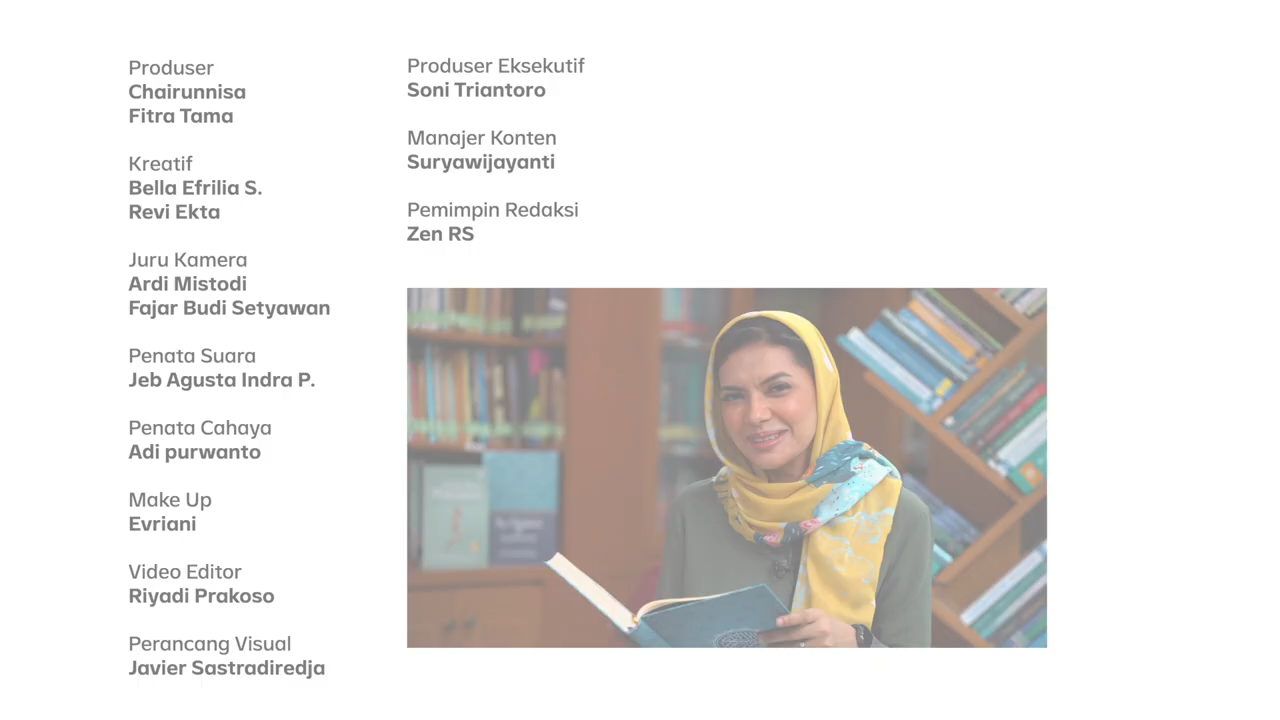 Produser
Chairunnisa
Fitra Tama
Kreatif
Bella Efrilia S.
Revi Ekta
Juru Kamera
Ardi Mistodi
Fajar Budi Setyawan
Penata Suara
Jeb Agusta Indra P.
Penata Cahaya
Adi purwanto
Make Up
Evriani
Video Editor
Riyadi Prakoso
Perancang Visual
Javier Sastradiredja
Produser Eksekutif
Soni Triantoro
Manajer Konten
Suryawijayanti
Pemimpin Redaksi
Zen RS